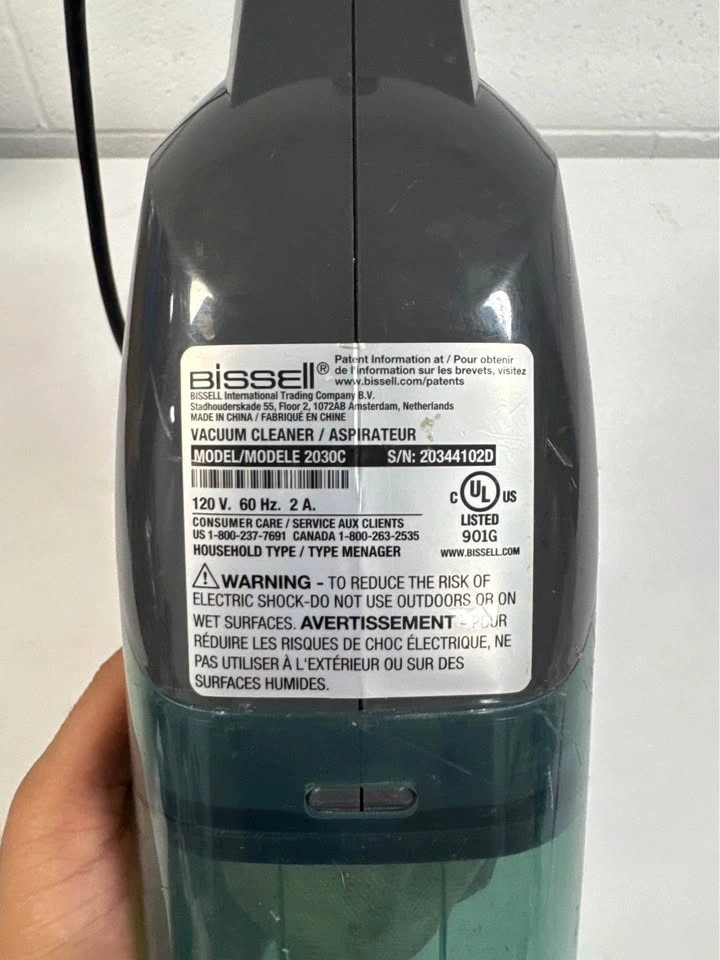 BISSELL® Patent Information at / Pour obtenir
de l'information sur les brevets, visitez
www.bissell.com/patents
BISSELL International Trading Company B.V.
Stadhouderskade 55, Floor 2, 1072AB Amsterdam, Netherlands
MADE IN CHINA / FABRIQUÉ EN CHINE
VACUUM CLEANER / ASPIRATEUR
MODEL/MODELE 2030C S/N: 20344102D
120 V. 60 Hz. 2 A.
CONSUMER CARE / SERVICE AUX CLIENTS
US 1-800-237-7691 CANADA 1-800-263-2535
HOUSEHOLD TYPE / TYPE MENAGER
C UL US
LISTED
901G
WWW.BISSELL.COM
WARNING - TO REDUCE THE RISK OF
ELECTRIC SHOCK-DO NOT USE OUTDOORS OR ON
WET SURFACES. AVERTISSEMENT - POUR
RÉDUIRE LES RISQUES DE CHOC ÉLECTRIQUE, NE
PAS UTILISER À L'EXTÉRIEUR OU SUR DES
SURFACES HUMIDES.